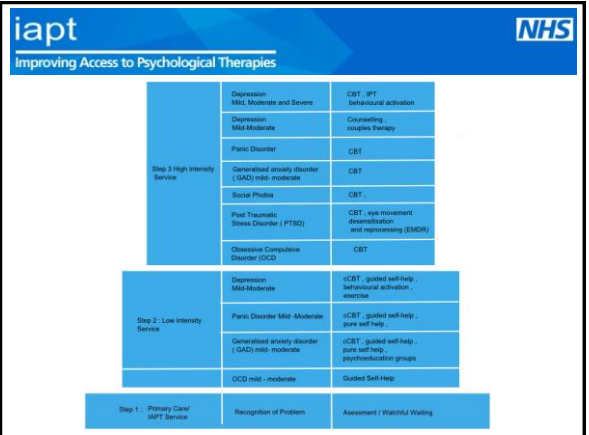 iapt
NHS
Improving Access to Psychological Therapies
Step 3 High Intensity
Service
Depression
Mild, Moderate and Severe
CBT , IPT
behavioural activation
Depression
Mild-Moderate
Counselling ,
couples therapy
Panic Disorder
CBT
Generalised anxiety disorder
( GAD) mild- moderate
CBT
Social Phobia
CBT ,
Post Traumatic
Stress Disorder ( PTSD)
CBT , eye movement
desensitisation
and reprocessing (EMDR)
Obsessive Compulsive
Disorder (OCD
CBT
Step 2 : Low Intensity
Service
Depression
Mild-Moderate
cCBT , guided self-help ,
behavioural activation ,
exercise
Panic Disorder Mild -Moderate
cCBT , guided self-help ,
pure self help ,
Generalised anxiety disorder
( GAD) mild- moderate
cCBT , guided self-help ,
pure self help ,
psychoeducation groups
OCD mild - moderate
Guided Self-Help
Step 1 : Primary Care/
IAPT Service
Recognition of Problem
Asessment / Watchful Waiting